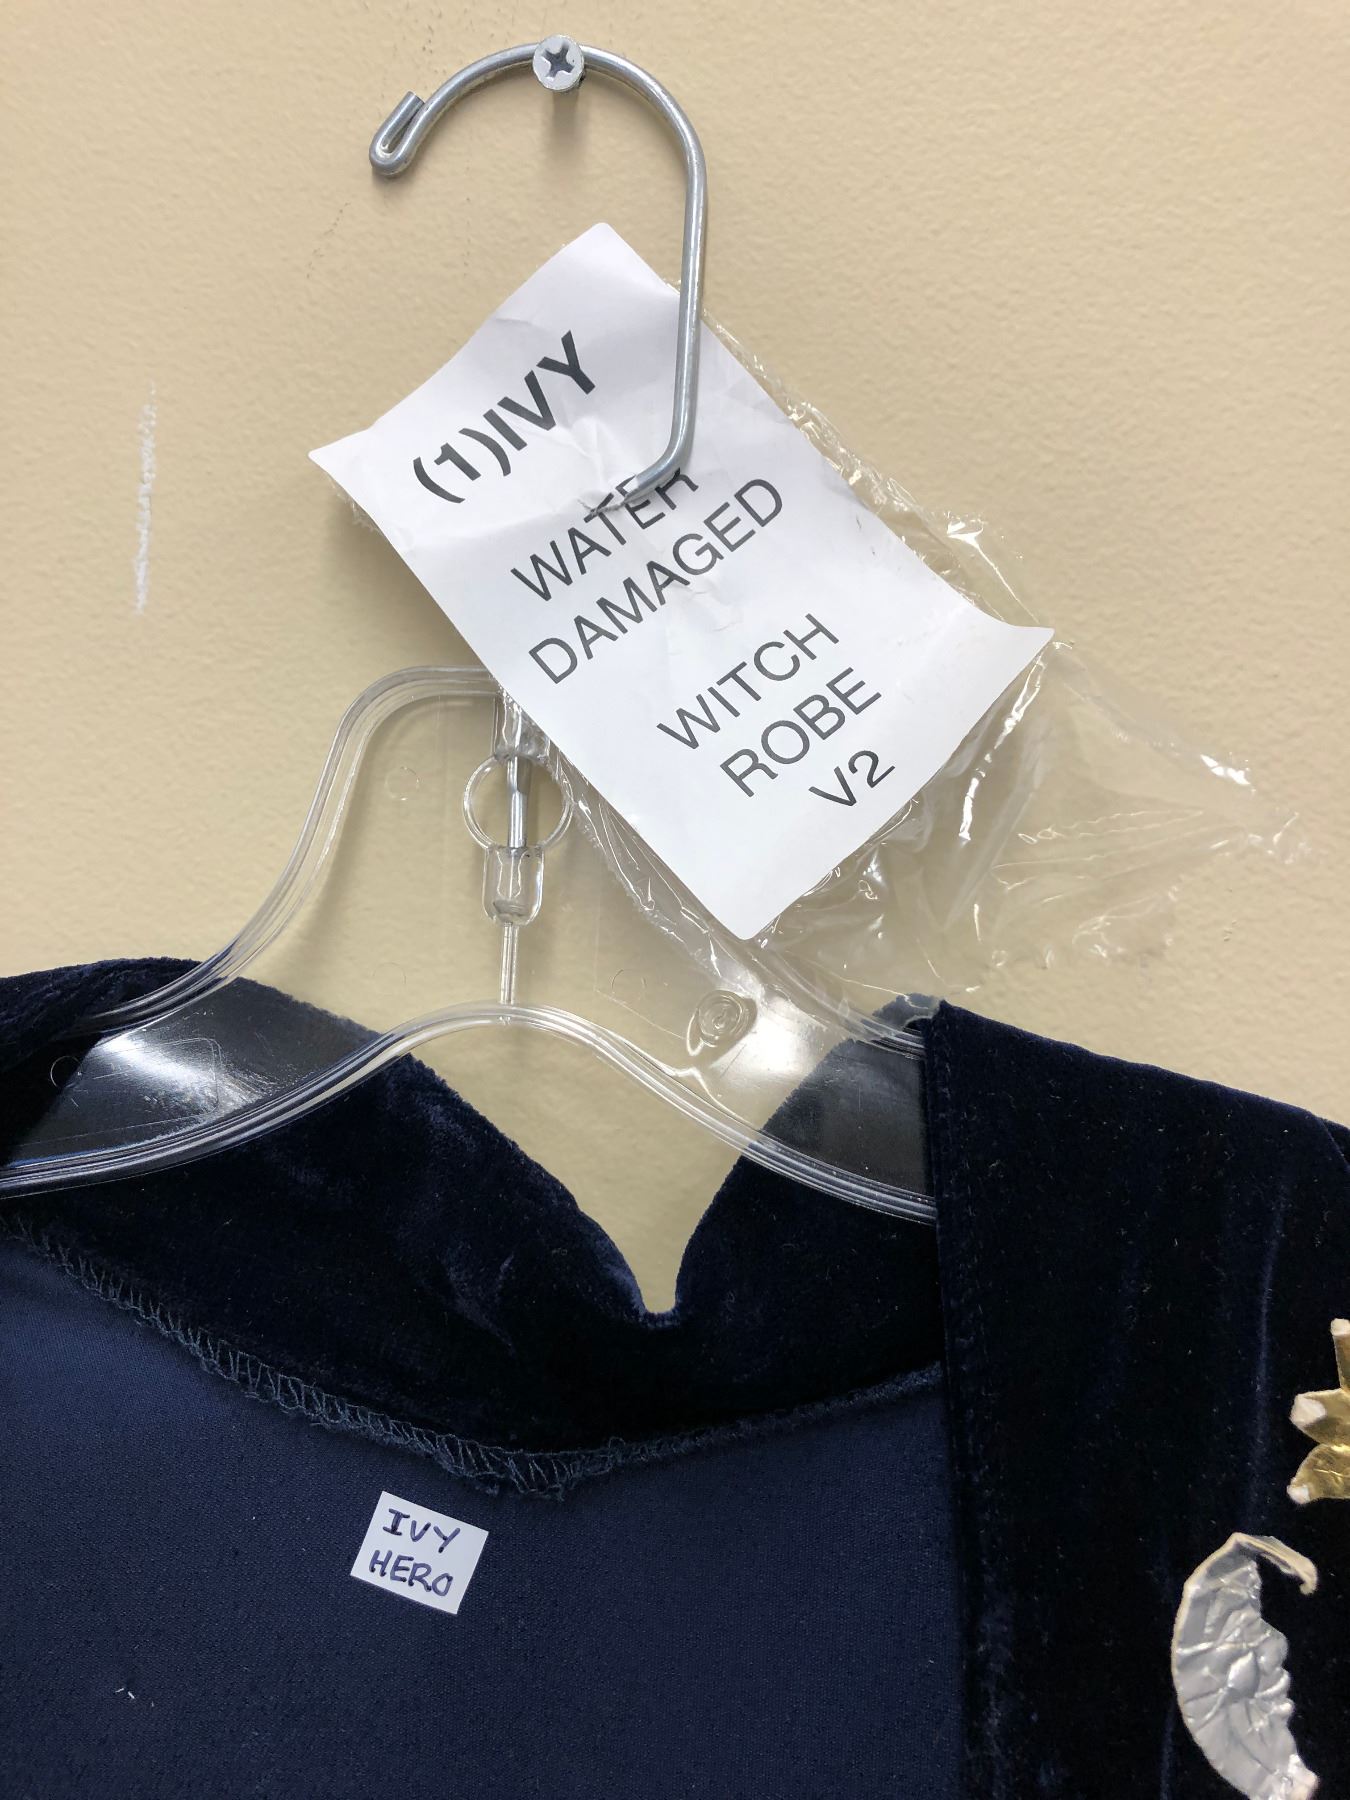 (1)IVY
WATER
DAMAGED
WITCH
ROBE
V2
IVY
HERO